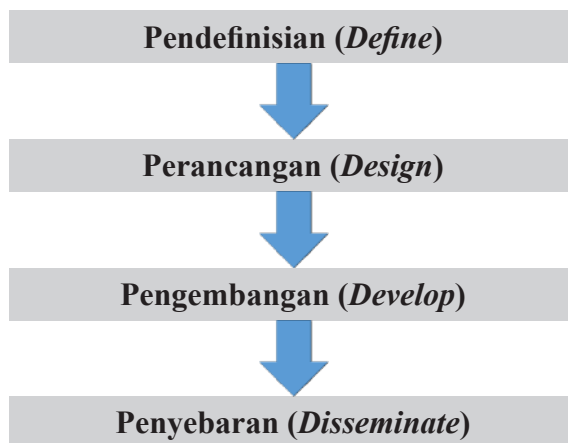 Pendefinisian (Define)
Perancangan (Design)
Pengembangan (Develop)
Penyebaran (Disseminate)